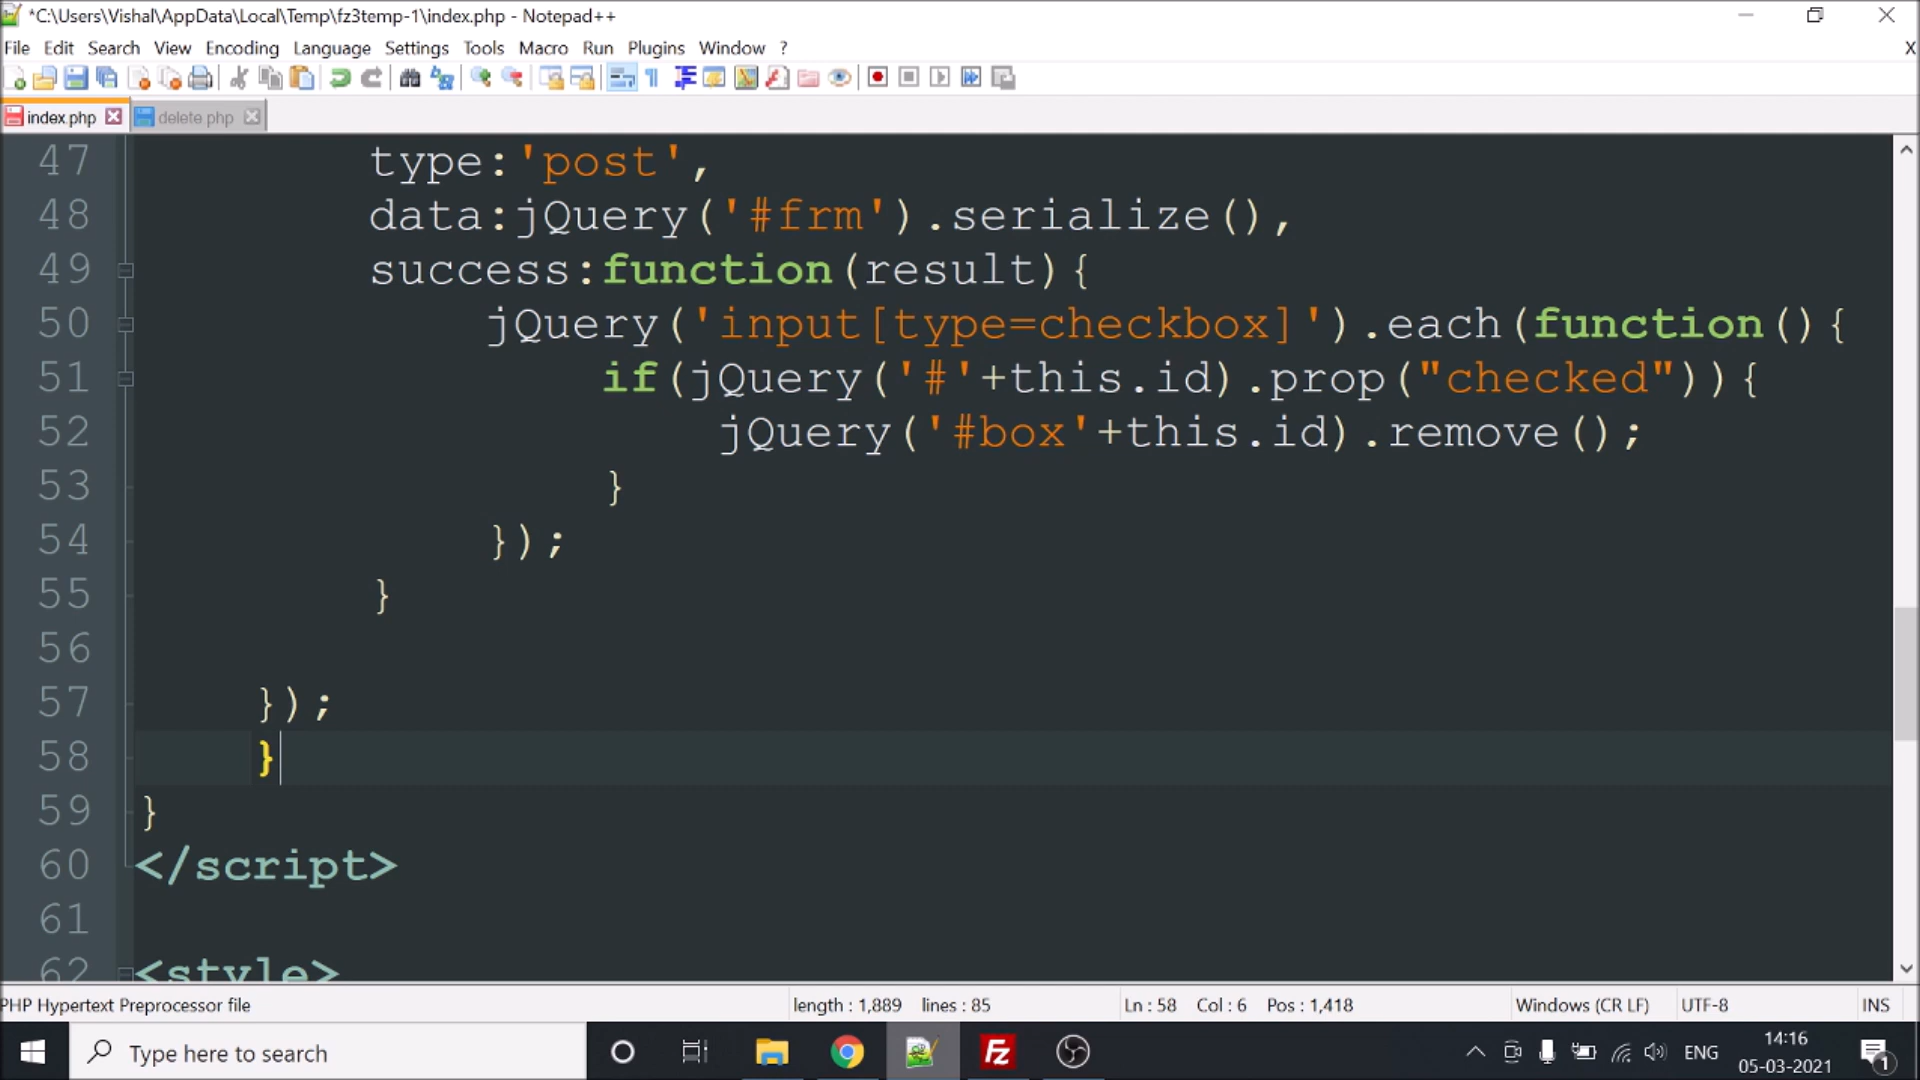 *C:\Users\Vishal\AppData\Local\Temp\fz3temp-1\index.php - Notepad++
File Edit Search View Encoding Language Settings Tools Macro Run Plugins Window ? X
index.php delete.php
47 type:'post',
48 data:jQuery('#frm').serialize(),
49 success:function(result){
50 jQuery('input[type=checkbox]').each(function(){
51 if(jQuery('#'+this.id).prop("checked")){
52 jQuery('#box'+this.id).remove();
53 }
54 });
55 }
56
57 });
58 }
59 }
60 </script>
61
62 <style>
PHP Hypertext Preprocessor file length : 1,889 lines : 85 Ln : 58 Col : 6 Pos : 1,418 Windows (CR LF) UTF-8 INS
Type here to search ENG 14:16
05-03-2021 1